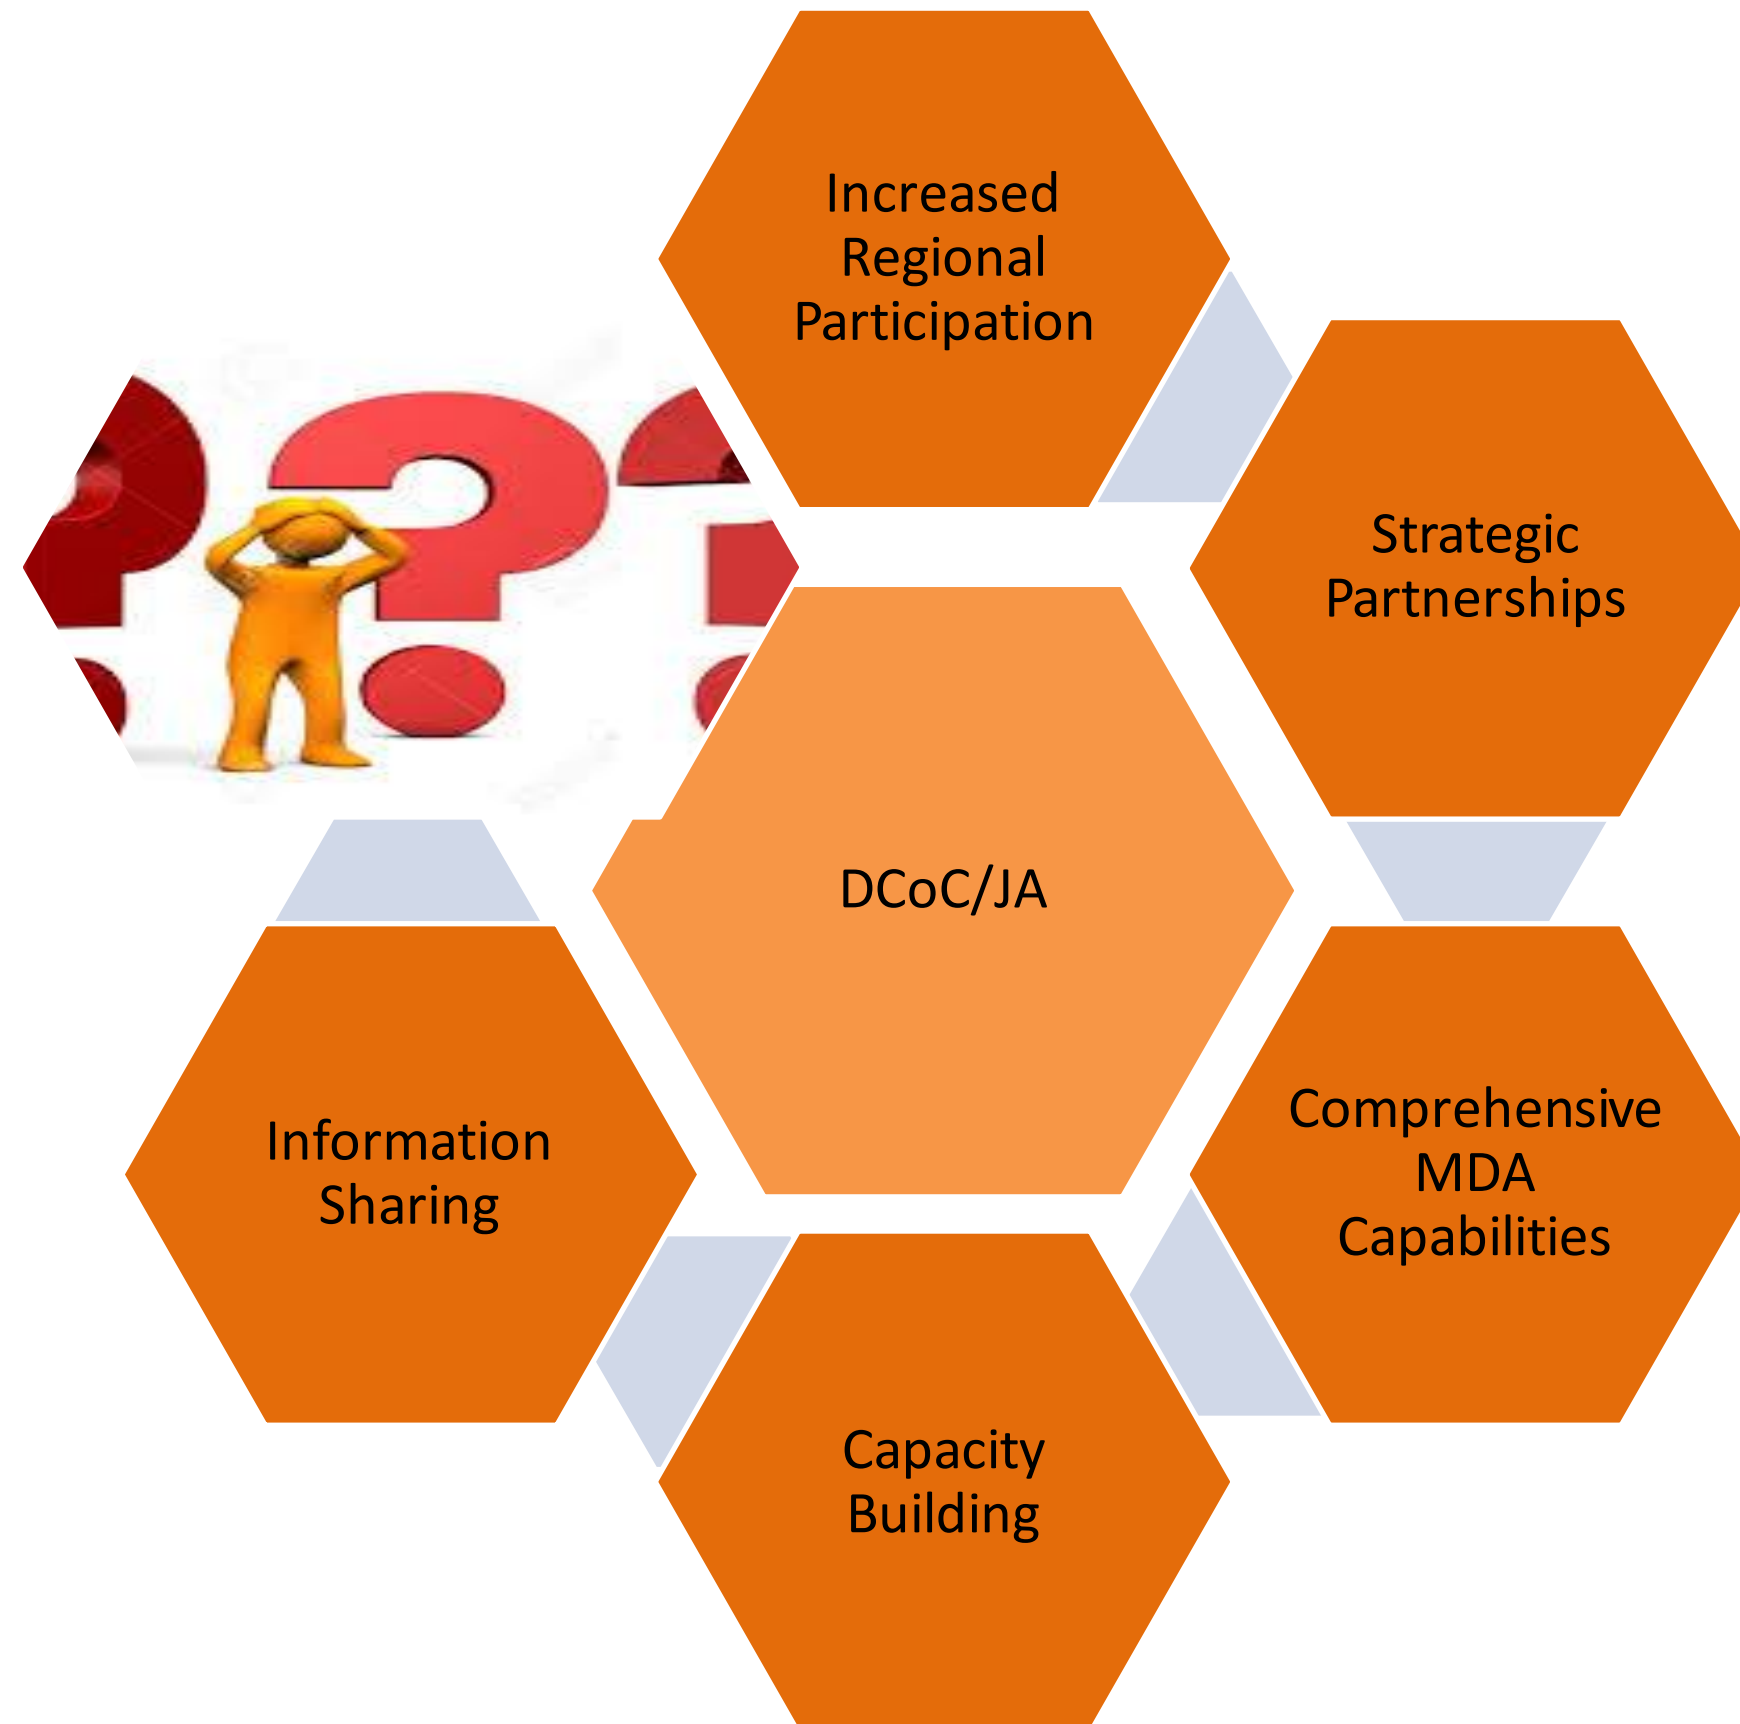 Increased
Regional
Participation
Strategic
Partnerships
DCoC/JA
Comprehensive
MDA
Capabilities
Information
Sharing
Capacity
Building